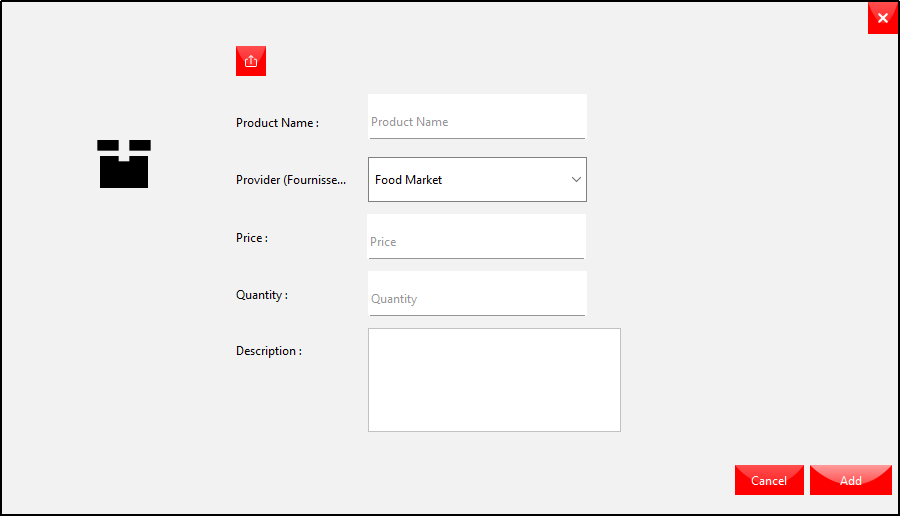 Product Name :
Product Name
Provider (Fournisse...
Food Market
Price :
Price
Quantity :
Quantity
Description :
Cancel
Add